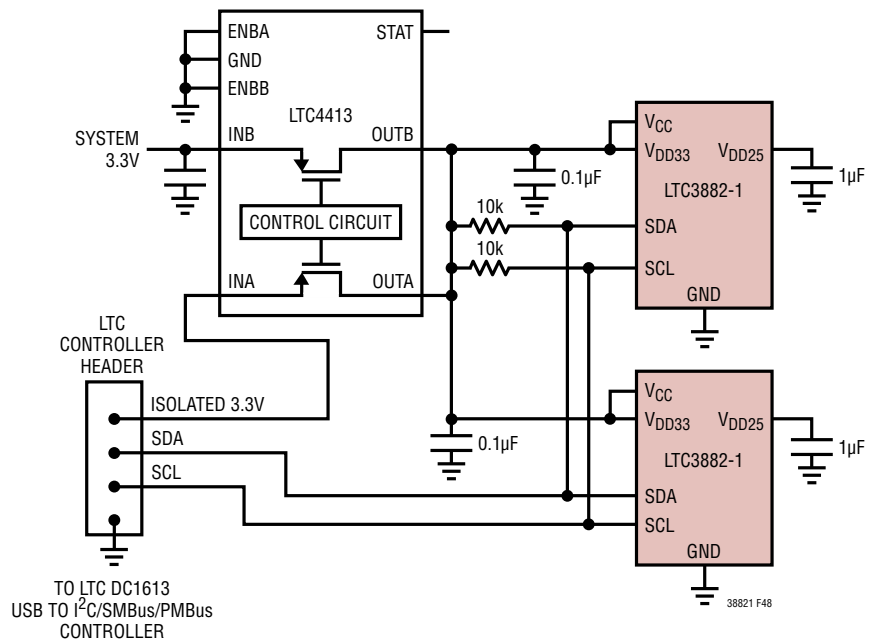 ENBA
GND
ENBB
STAT
LTC4413
SYSTEM
3.3V
INB
OUTB
CONTROL CIRCUIT
INA
OUTA
0.1µF
10k
10k
VCC
VDD33
VDD25
LTC3882-1
SDA
SCL
GND
1µF
LTC
CONTROLLER
HEADER
ISOLATED 3.3V
SDA
SCL
0.1µF
VCC
VDD33
VDD25
LTC3882-1
SDA
SCL
GND
1µF
TO LTC DC1613
USB TO I²C/SMBus/PMBus
CONTROLLER
38821 F48